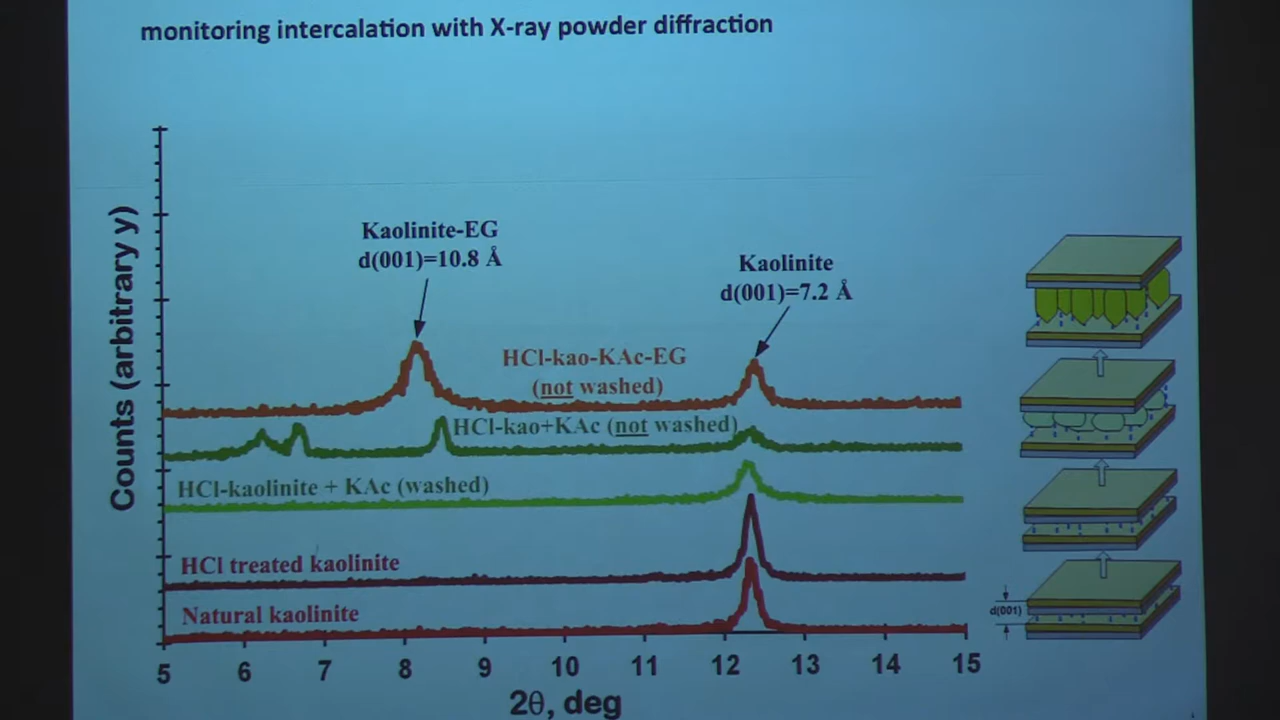 monitoring intercalation with X-ray powder diffraction
Counts (arbitrary y)
Kaolinite-EG
d(001)=10.8 Å
Kaolinite
d(001)=7.2 Å
HCl-kao-KAc-EG
(not washed)
HCl-kao+KAc (not washed)
HCl-kaolinite + KAc (washed)
HCl treated kaolinite
Natural kaolinite
d(001)
5 6 7 8 9 10 11 12 13 14 15
2θ, deg